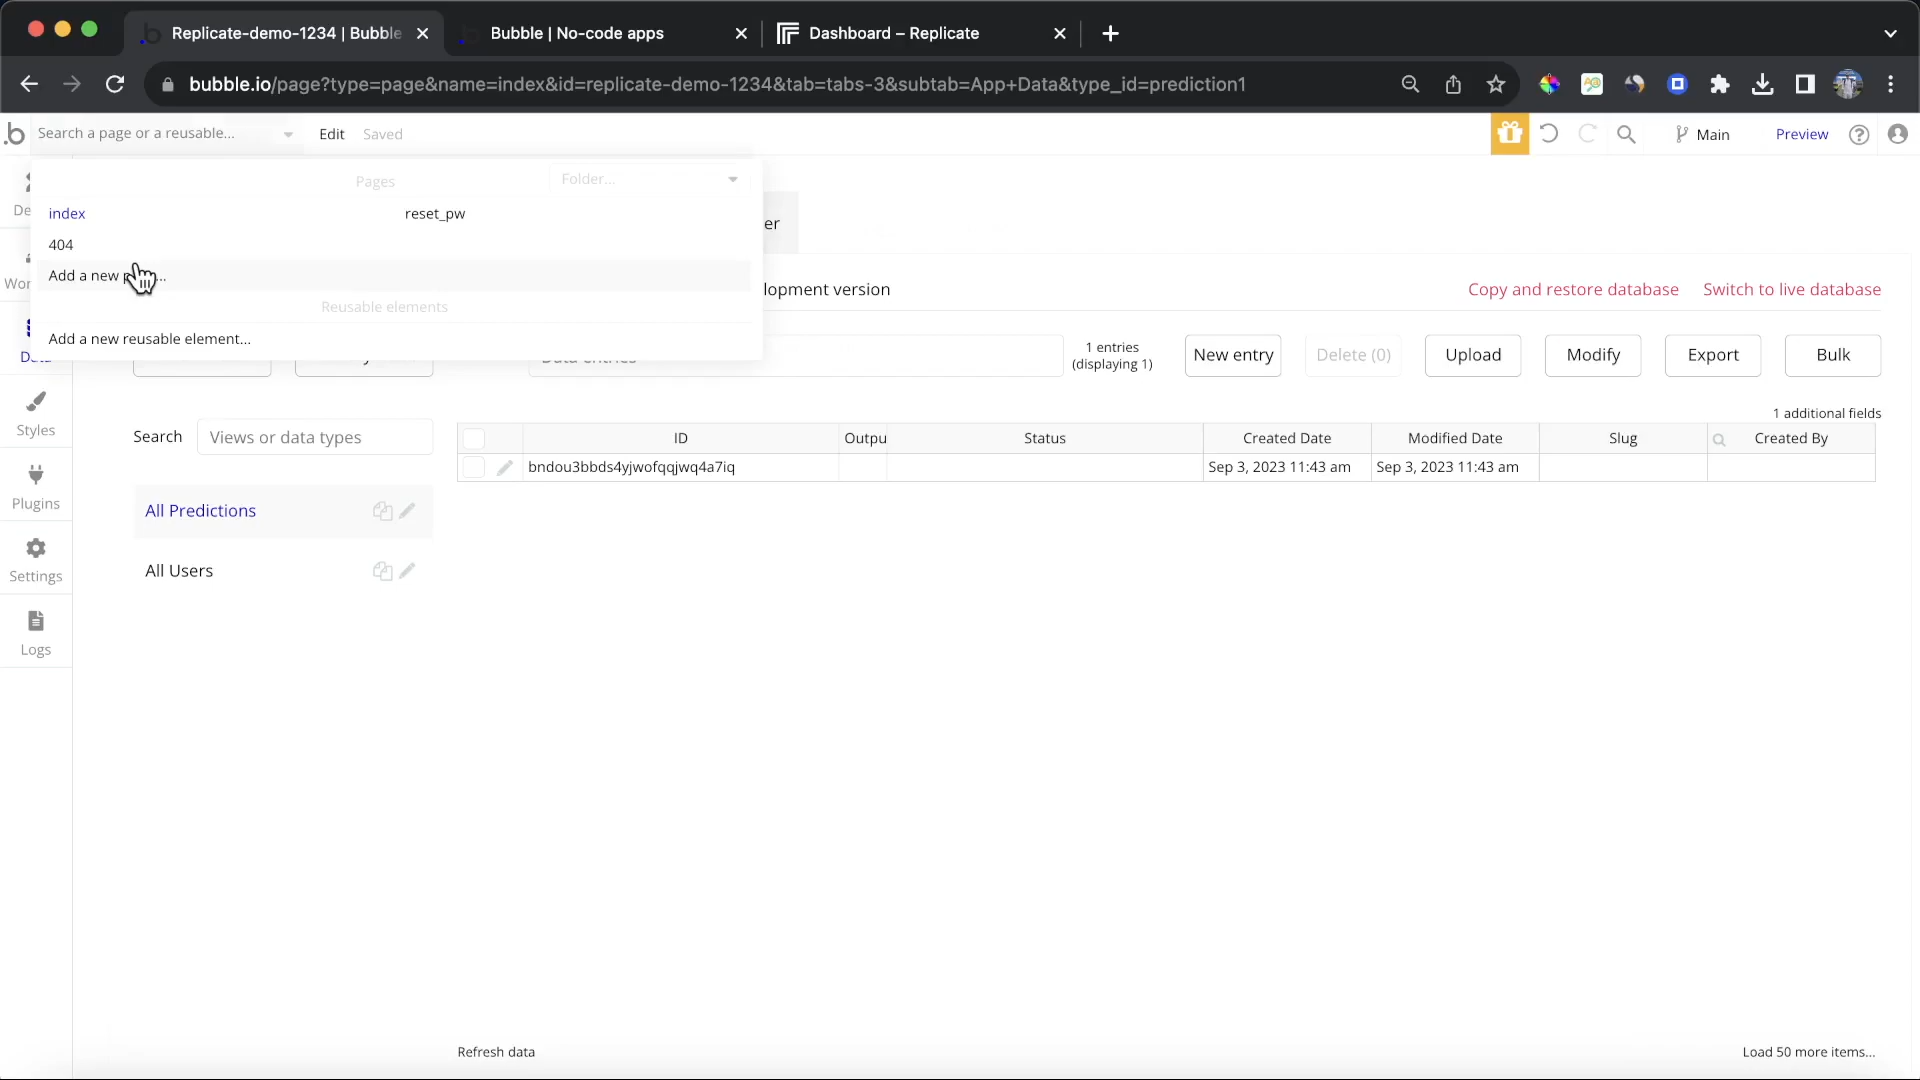 Replicate-demo-1234 | Bubble
Bubble | No-code apps
Dashboard – Replicate
bubble.io/page?type=page&name=index&id=replicate-demo-1234&tab=tabs-3&subtab=App+Data&type_id=prediction1
Search a page or a reusable...
Edit
Saved
Main
Preview
Pages
Folder...
index
reset_pw
404
Add a new
Reusable elements
Add a new reusable element...
De
Wor
Data
Styles
Plugins
Settings
Logs
er
lopment version
Copy and restore database
Switch to live database
Data entries
1 entries
(displaying 1)
New entry
Delete (0)
Upload
Modify
Export
Bulk
1 additional fields
Search
Views or data types
ID
Outpu
Status
Created Date
Modified Date
Slug
Created By
bndou3bbds4yjwofqqjwq4a7iq
Sep 3, 2023 11:43 am
Sep 3, 2023 11:43 am
All Predictions
All Users
Refresh data
Load 50 more items...